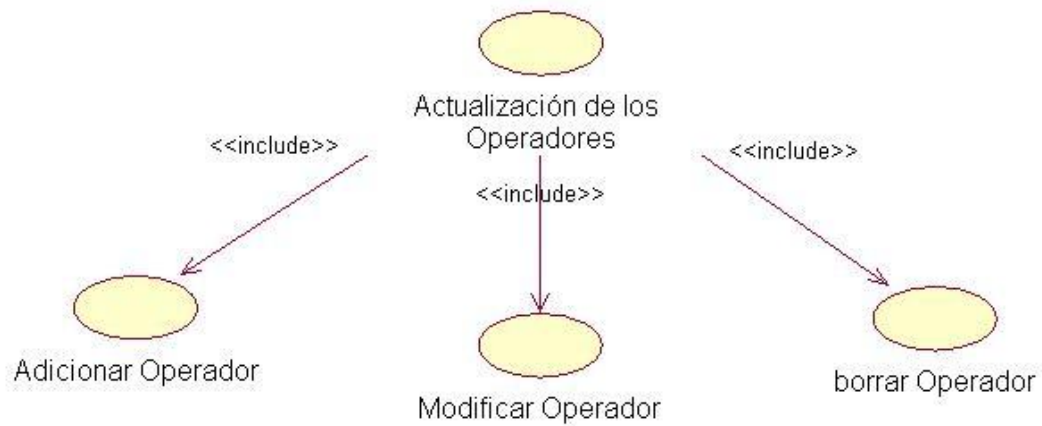 Actualización de los
Operadores
<<include>>
<<include>>
<<include>>
Adicionar Operador
Modificar Operador
borrar Operador